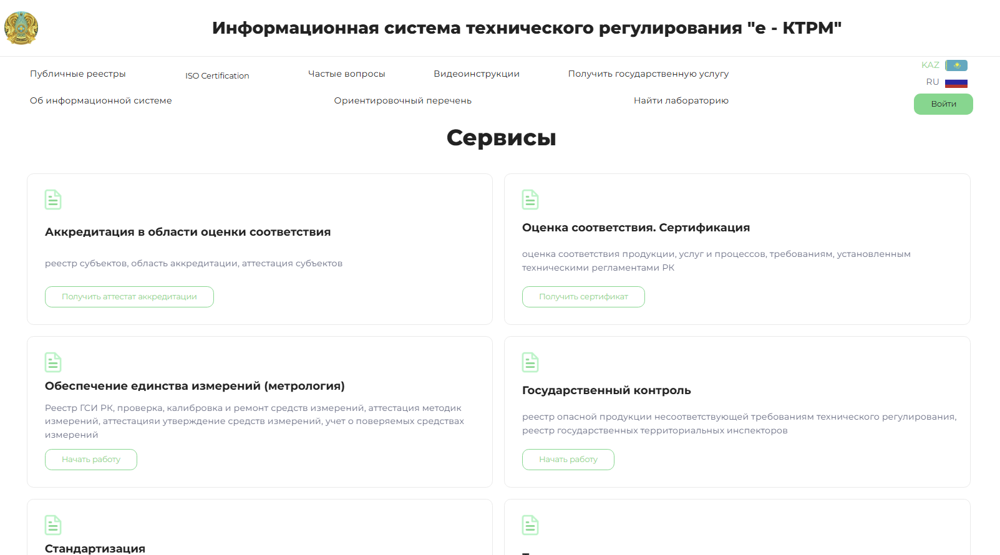 Информационная система технического регулирования "е - КТРМ"
Публичные реестры
ISO Certification
Частые вопросы
Видеоинструкции
Получить государственную услугу
KAZ
RU
Об информационной системе
Ориентировочный перечень
Найти лабораторию
Войти
Сервисы
Аккредитация в области оценки соответствия
реестр субъектов, область аккредитации, аттестация субъектов
Получить аттестат аккредитации
Оценка соответствия. Сертификация
оценка соответствия продукции, услуг и процессов, требованиям, установленным
техническими регламентами РК
Получить сертификат
Обеспечение единства измерений (метрология)
Реестр ГСИ РК, проверка, калибровка и ремонт средств измерений, аттестация методик
измерений, аттестацияи утверждение средств измерений, учет о поверяемых средствах
измерений
Начать работу
Государственный контроль
реестр опасной продукции несоответствующей требованиям технического регулирования,
реестр государственных территориальных инспекторов
Начать работу
Стандартизация